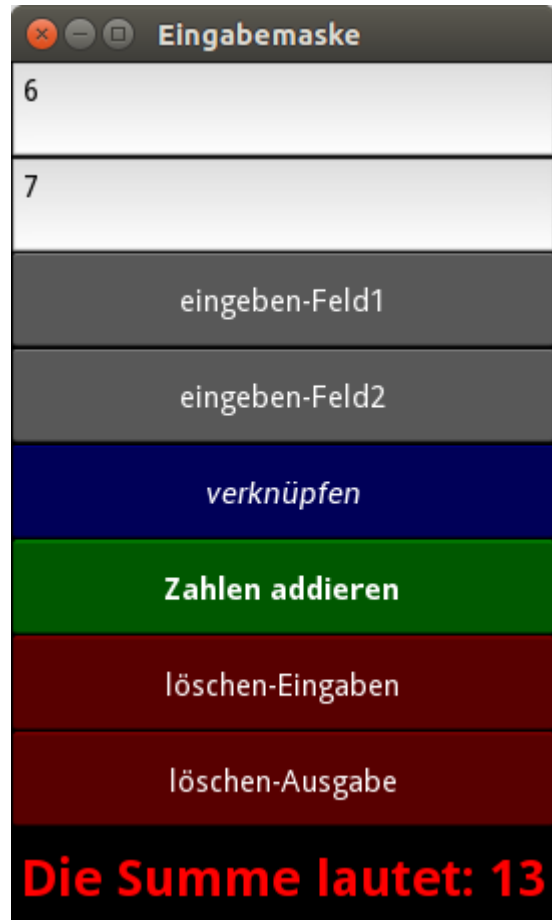 Eingabemaske
6
7
eingeben-Feld1
eingeben-Feld2
verknüpfen
Zahlen addieren
löschen-Eingaben
löschen-Ausgabe
Die Summe lautet: 13